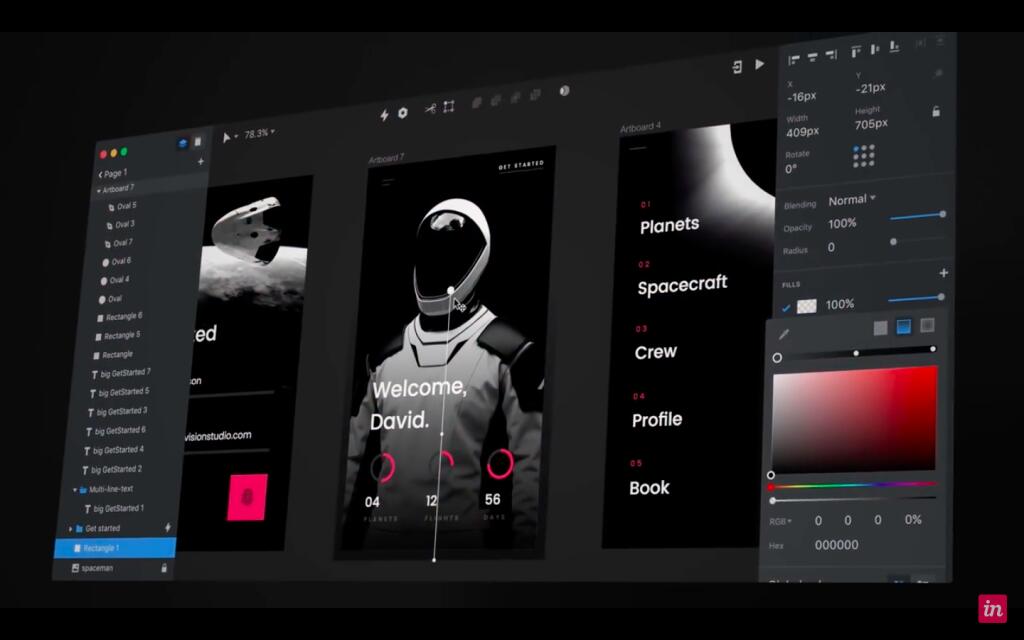 78.3%
Page 1
Artboard 7
Oval 5
Oval 3
Oval 7
Oval 6
Oval 4
Oval
Rectangle 6
Rectangle 5
Rectangle
big GetStarted 7
big GetStarted 5
big GetStarted 3
big GetStarted 6
big GetStarted 4
big GetStarted 2
Multi-line-text
big GetStarted 1
Get started
Rectangle 1
spaceman
ted
son
visionstudio.com
Artboard 7
GET STARTED
Welcome,
David.
04 12 56
PLANETS FLIGHTS DAYS
Artboard 4
01
Planets
02
Spacecraft
03
Crew
04
Profile
05
Book
X Y
-16px -21px
Width Height
409px 705px
Rotate
0°
Blending Normal
Opacity 100%
Radius 0
FILLS
100%
RGB 0 0 0 0%
Hex 000000
in